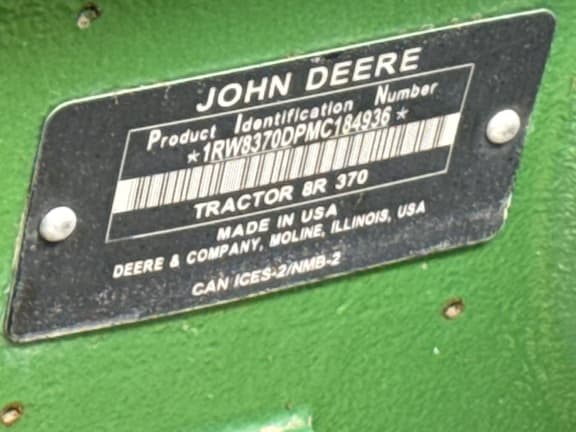 JOHN DEERE
Product Identification Number
*1RW8370DPMC184936*
TRACTOR 8R 370
MADE IN USA
DEERE & COMPANY, MOLINE, ILLINOIS, USA
CAN ICES-2/NMB-2